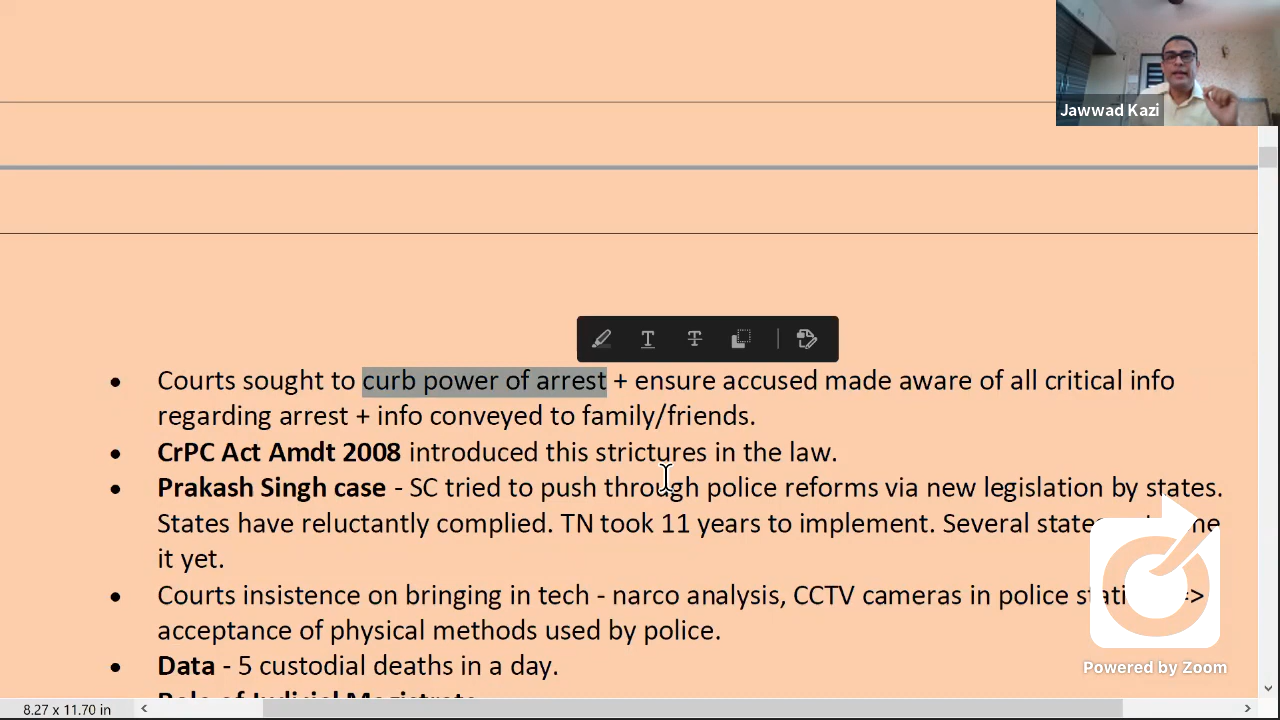 Jawwad Kazi
• Courts sought to curb power of arrest + ensure accused made aware of all critical info
regarding arrest + info conveyed to family/friends.
• CrPC Act Amdt 2008 introduced this strictures in the law.
• Prakash Singh case - SC tried to push through police reforms via new legislation by states.
States have reluctantly complied. TN took 11 years to implement. Several
it yet.
• Courts insistence on bringing in tech - narco analysis, CCTV cameras in police =>
acceptance of physical methods used by police.
• Data - 5 custodial deaths in a day.
Role of Judicial Magistrate
Powered by Zoom
8.27 x 11.70 in